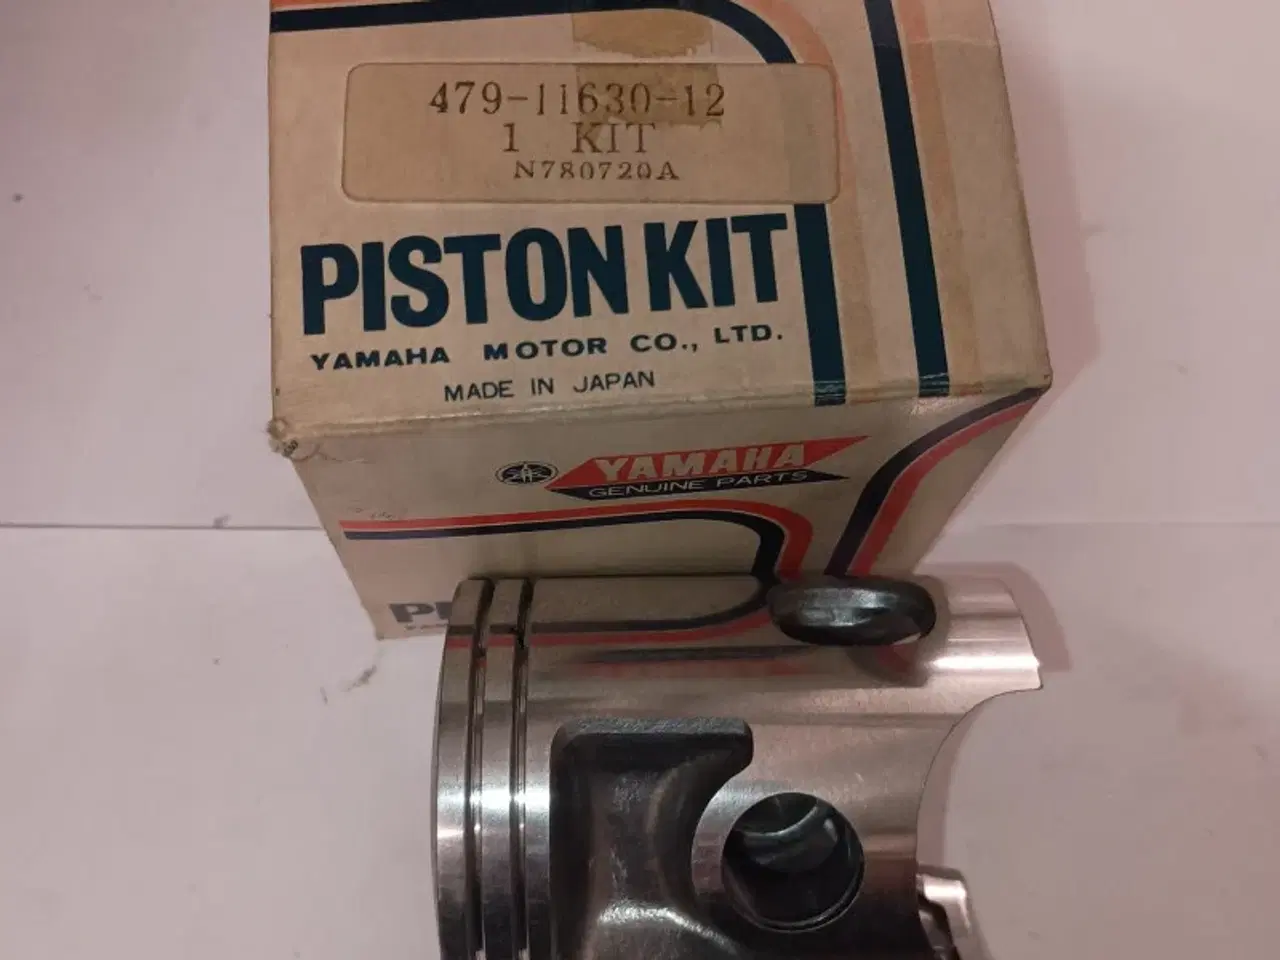 479-11630-12
1 KIT
N780720A
PISTON KIT
YAMAHA MOTOR CO., LTD.
MADE IN JAPAN
YAMAHA
GENUINE PARTS